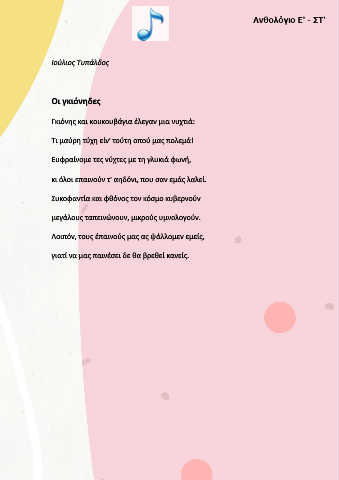 Ανθολόγιο Ε' - ΣΤ'
Ιούλιος Τυπάλδος
Οι γκιόνηδες
Γκιόνης και κουκουβάγια έλεγαν μια νυχτιά:
Τι μαύρη τύχη είν' τούτη οπού μας πολεμά!
Ευφραίνομε τες νύχτες με τη γλυκιά φωνή,
κι όλοι επαινούν τ' αηδόνι, που σαν εμάς λαλεί.
Συκοφαντία και φθόνος τον κόσμο κυβερνούν
μεγάλους ταπεινώνουν, μικρούς υμνολογούν.
Λοιπόν, τους έπαινούς μας ας ψάλλομεν εμείς,
γιατί να μας παινέσει δε θα βρεθεί κανείς.